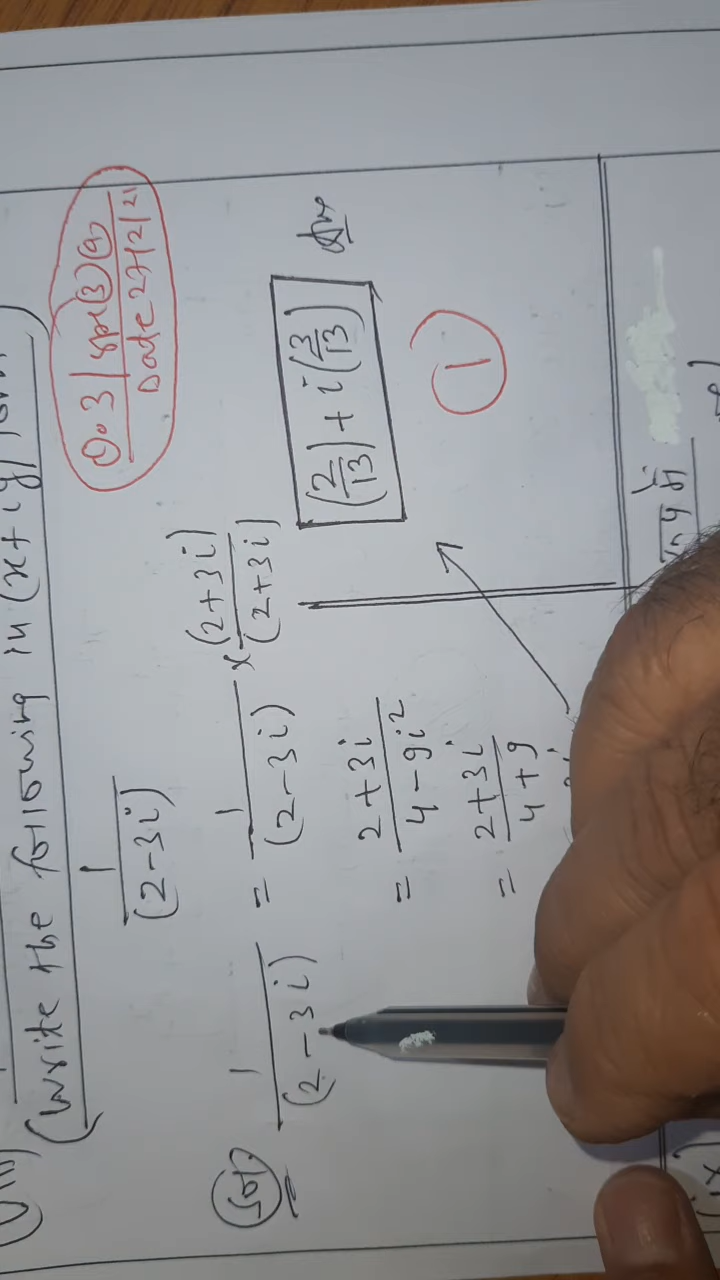 (Write the following in (x+iy) form
Q.3 spl(3)(a)
Date 27/2/21
1/(2-3i)
Sol. 1/(2-3i) = 1/(2-3i) × (2+3i)/(2+3i)
= 2+3i/4-9i²
= 2+3i/4+9
(2/13) + i(3/13) Ans
1